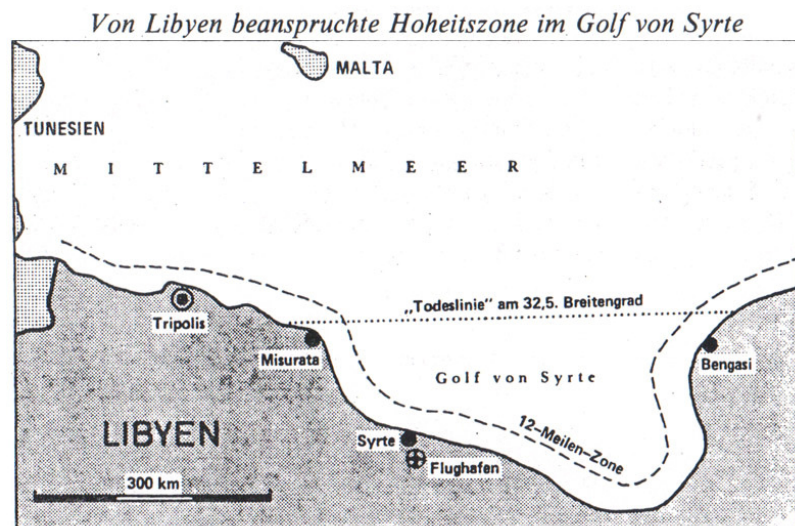 Von Libyen beanspruchte Hoheitszone im Golf von Syrte
MALTA
TUNESIEN
MITTELMEER
„Todeslinie" am 32,5. Breitengrad
Tripolis
Misurata
Bengasi
Golf von Syrte
12-Meilen-Zone
LIBYEN
Syrte
Flughafen
300 km